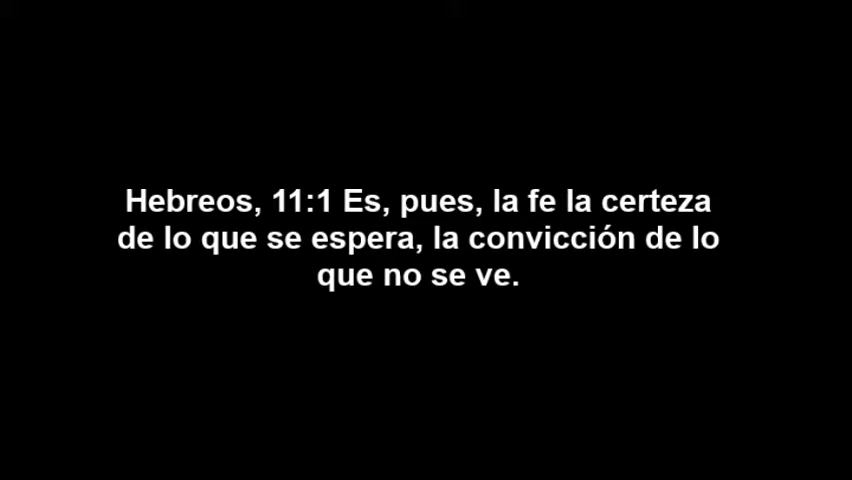 Hebreos, 11:1 Es, pues, la fe la certeza
de lo que se espera, la convicción de lo
que no se ve.